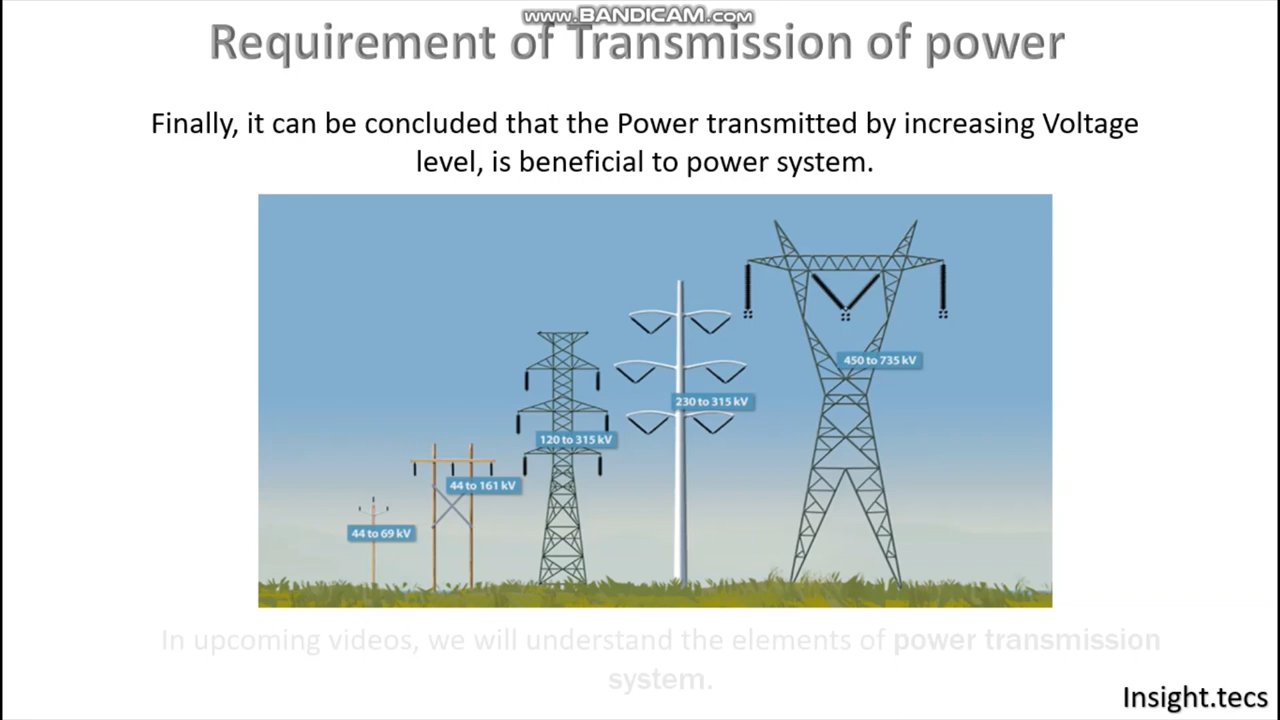 www.BANDICAM.com
Requirement of Transmission of power
Finally, it can be concluded that the Power transmitted by increasing Voltage
level, is beneficial to power system.
450 to 735 kV
230 to 315 kV
120 to 315 kV
44 to 161 kV
44 to 69 kV
In upcoming videos, we will understand the elements of power transmission
system.
Insight.tecs